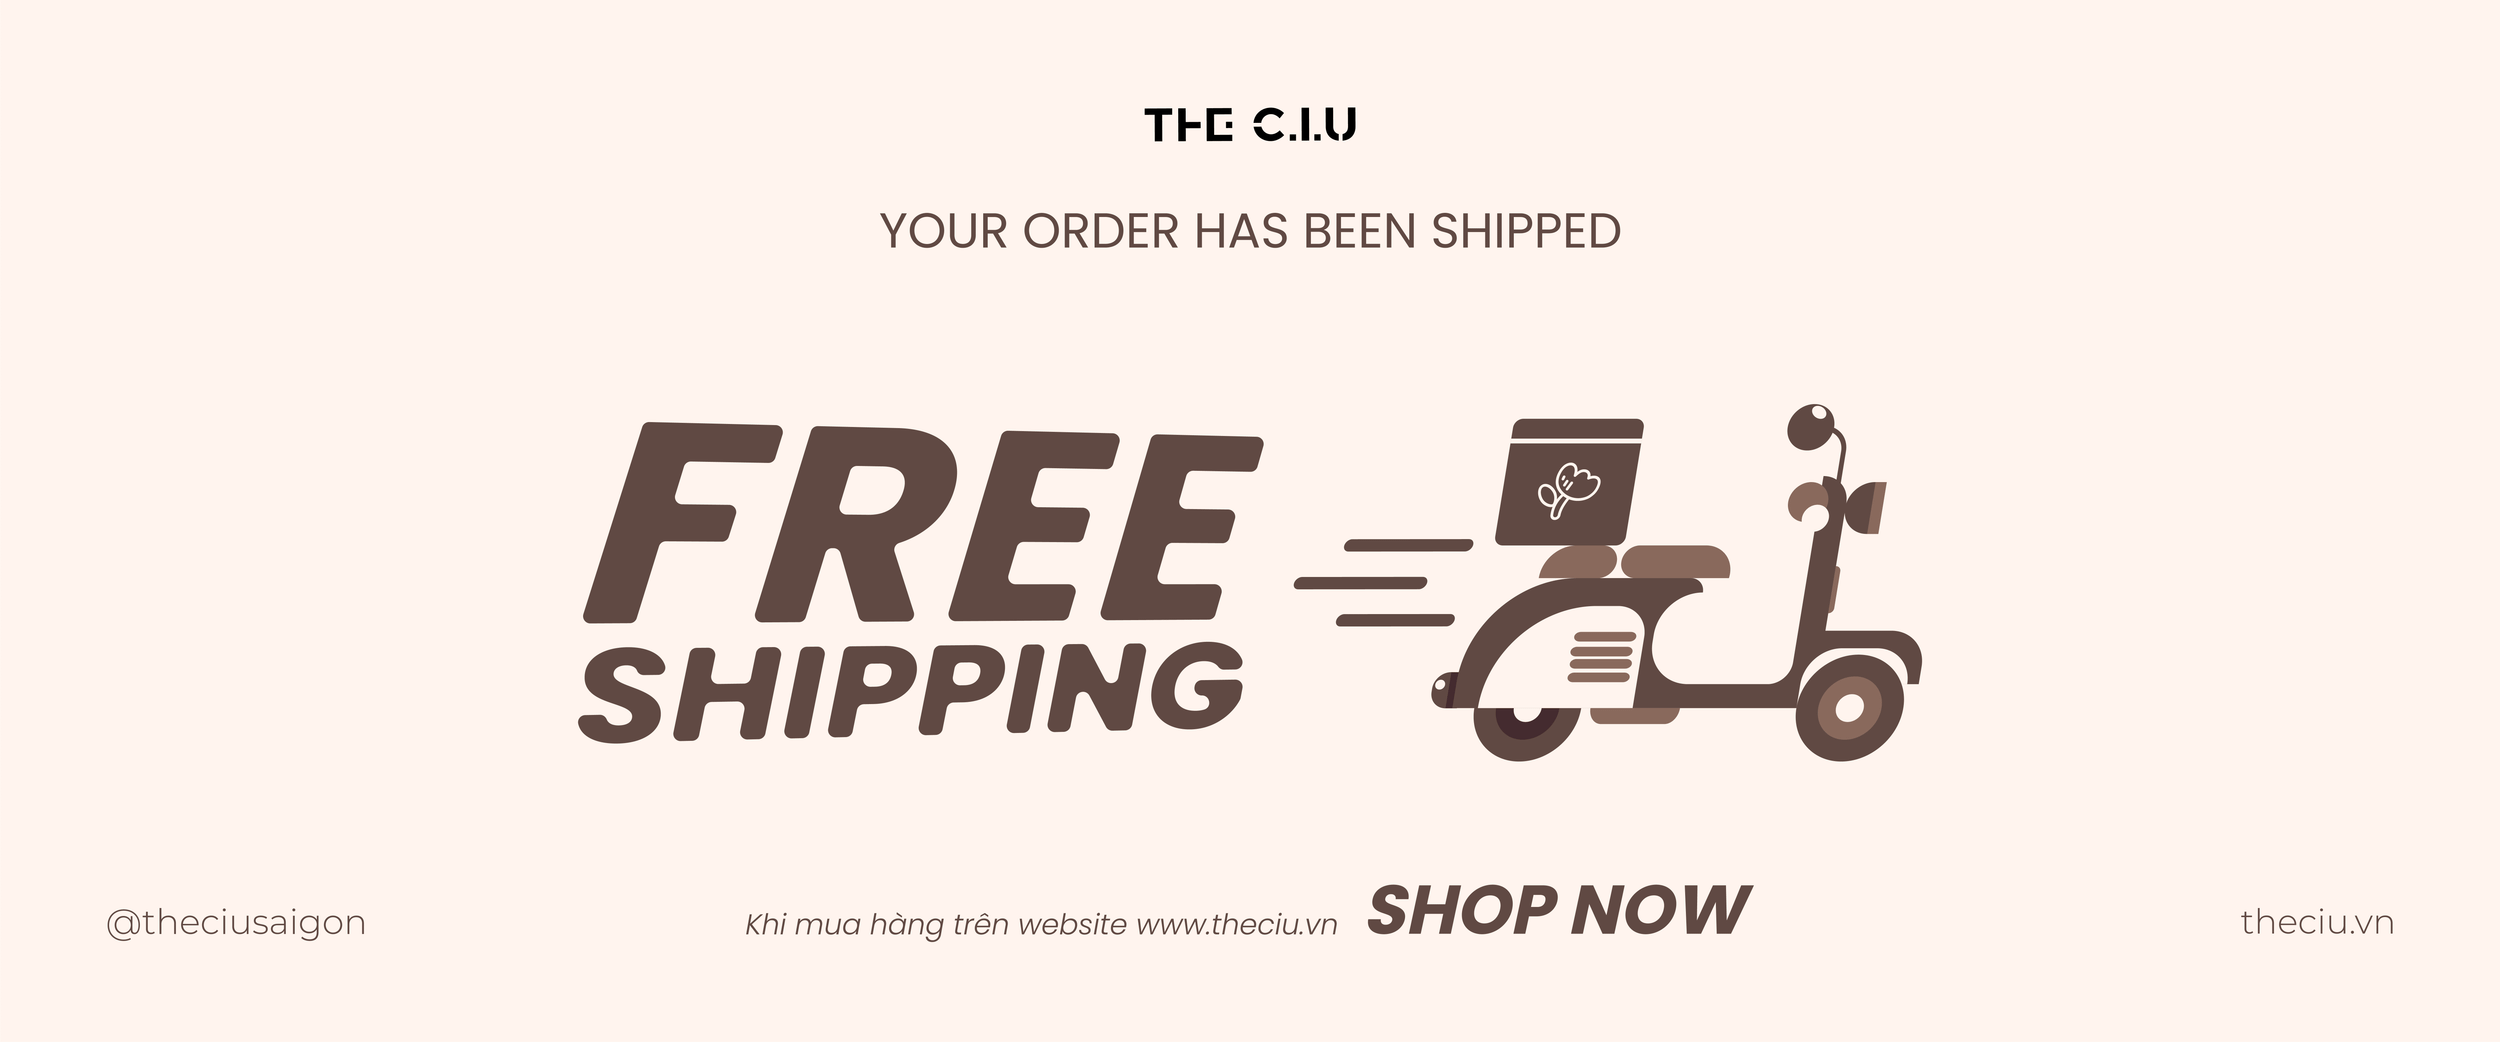 THE C.I.U
YOUR ORDER HAS BEEN SHIPPED
FREE
SHIPPING
@theciusaigon
Khi mua hàng trên website www.theciu.vn SHOP NOW
theciu.vn